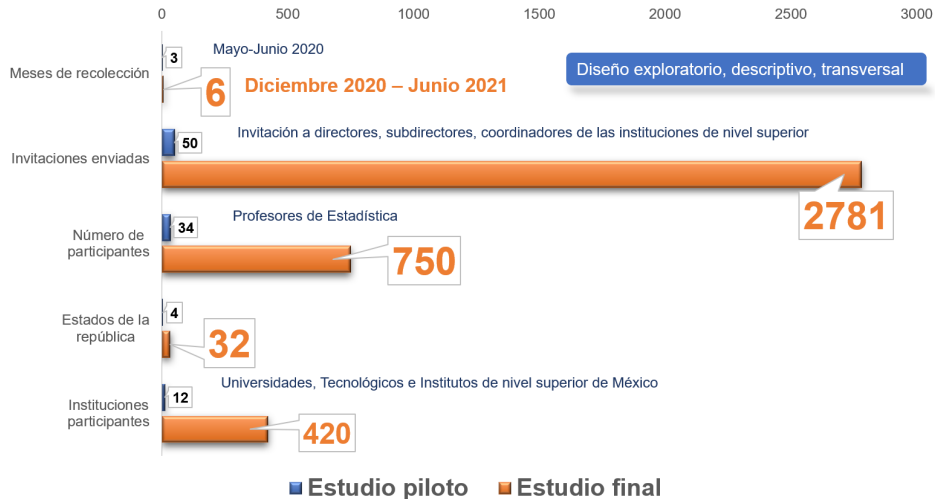 0 500 1000 1500 2000 2500 3000
Meses de recolección
3
Mayo-Junio 2020
6
Diciembre 2020 – Junio 2021
Diseño exploratorio, descriptivo, transversal
Invitaciones enviadas
50
Invitación a directores, subdirectores, coordinadores de las instituciones de nivel superior
2781
Número de
participantes
34
Profesores de Estadística
750
Estados de la
república
4
32
Instituciones
participantes
12
Universidades, Tecnológicos e Institutos de nivel superior de México
420
Estudio piloto Estudio final